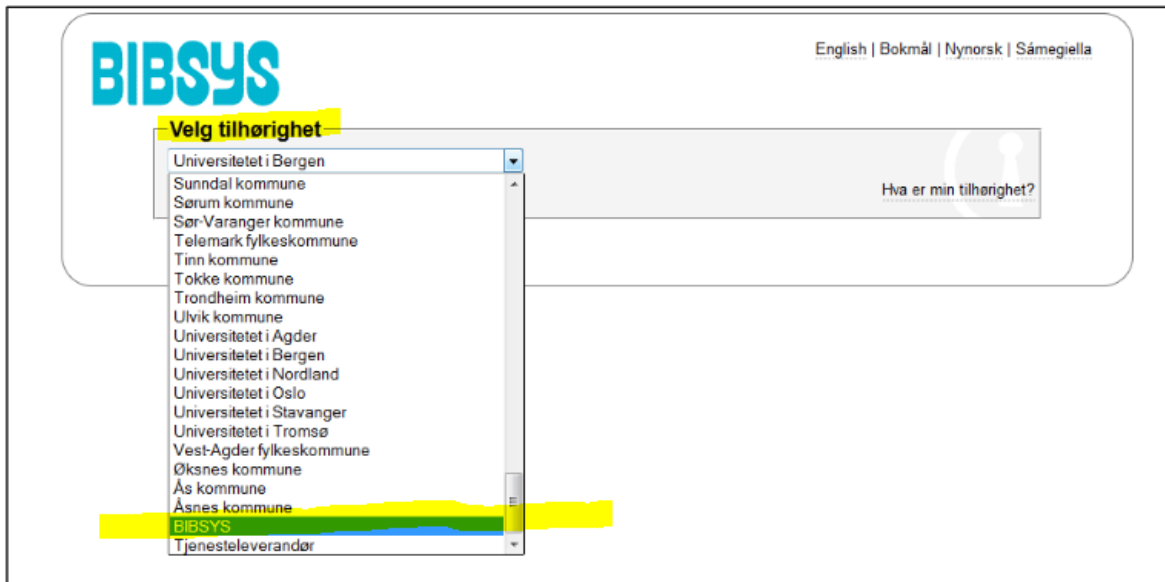 BIBSYS
English | Bokmål | Nynorsk | Sámegiella
Velg tilhørighet
Universitetet i Bergen
Hva er min tilhørighet?
Sunndal kommune
Sørum kommune
Sør-Varanger kommune
Telemark fylkeskommune
Tinn kommune
Tokke kommune
Trondheim kommune
Ulvik kommune
Universitetet i Agder
Universitetet i Bergen
Universitetet i Nordland
Universitetet i Oslo
Universitetet i Stavanger
Universitetet i Tromsø
Vest-Agder fylkeskommune
Øksnes kommune
Ås kommune
Åsnes kommune
BIBSYS
Tjenesteleverandør